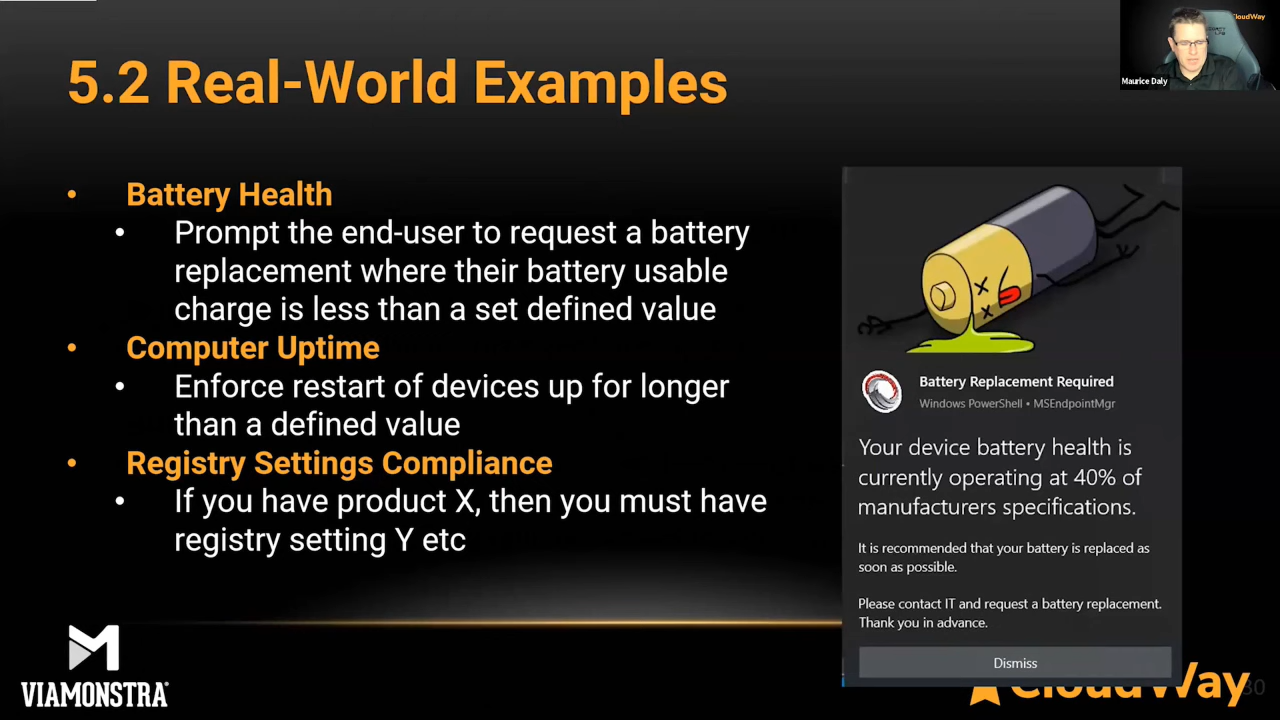 CloudWay
Maurice Daly
5.2 Real-World Examples
• Battery Health
• Prompt the end-user to request a battery
replacement where their battery usable
charge is less than a set defined value
• Computer Uptime
• Enforce restart of devices up for longer
than a defined value
• Registry Settings Compliance
• If you have product X, then you must have
registry setting Y etc
Battery Replacement Required
Windows PowerShell • MSEndpointMgr
Your device battery health is
currently operating at 40% of
manufacturers specifications.
It is recommended that your battery is replaced as
soon as possible.
Please contact IT and request a battery replacement.
Thank you in advance.
Dismiss
VIAMONSTRA
CloudWay